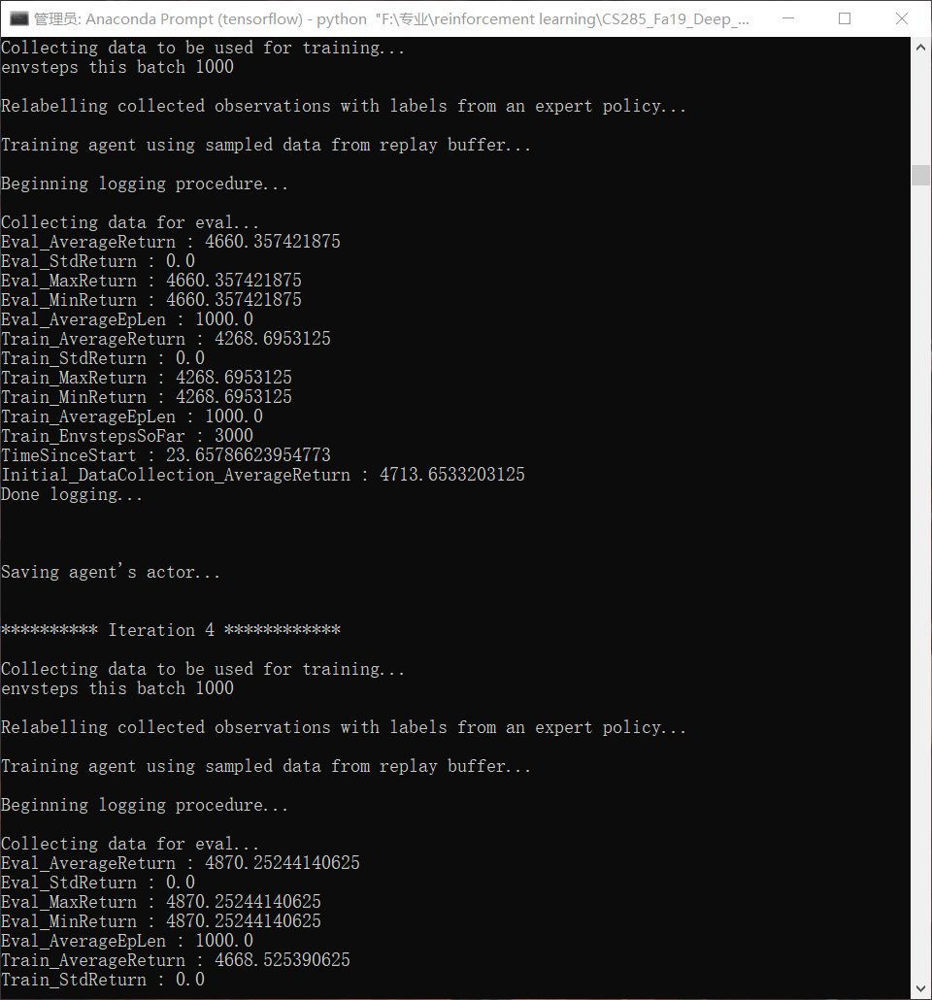 管理员: Anaconda Prompt (tensorflow) - python "F:\专业\reinforcement learning\CS285_Fa19_Deep_...
Collecting data to be used for training...
envsteps this batch 1000
Relabelling collected observations with labels from an expert policy...
Training agent using sampled data from replay buffer...
Beginning logging procedure...
Collecting data for eval...
Eval_AverageReturn : 4660.357421875
Eval_StdReturn : 0.0
Eval_MaxReturn : 4660.357421875
Eval_MinReturn : 4660.357421875
Eval_AverageEpLen : 1000.0
Train_AverageReturn : 4268.6953125
Train_StdReturn : 0.0
Train_MaxReturn : 4268.6953125
Train_MinReturn : 4268.6953125
Train_AverageEpLen : 1000.0
Train_EnvstepsSoFar : 3000
TimeSinceStart : 23.65786623954773
Initial_DataCollection_AverageReturn : 4713.6533203125
Done logging...
Saving agent's actor...
********** Iteration 4 ************
Collecting data to be used for training...
envsteps this batch 1000
Relabelling collected observations with labels from an expert policy...
Training agent using sampled data from replay buffer...
Beginning logging procedure...
Collecting data for eval...
Eval_AverageReturn : 4870.25244140625
Eval_StdReturn : 0.0
Eval_MaxReturn : 4870.25244140625
Eval_MinReturn : 4870.25244140625
Eval_AverageEpLen : 1000.0
Train_AverageReturn : 4668.525390625
Train_StdReturn : 0.0